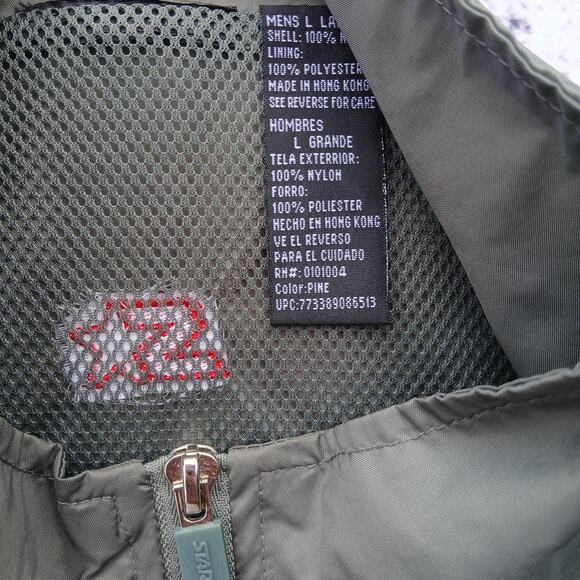 MENS L
SHELL: 100%
LINING:
100% POLYESTER
MADE IN HONG KONG
SEE REVERSE FOR CARE
HOMBRES
L GRANDE
TELA EXTERIOR:
100% NYLON
FORRO:
100% POLIESTER
HECHO EN HONG KONG
VE EL REVERSO
PARA EL CUIDADO
RN#: 0101004
Color:PINE
UPC:773389086513
STAR